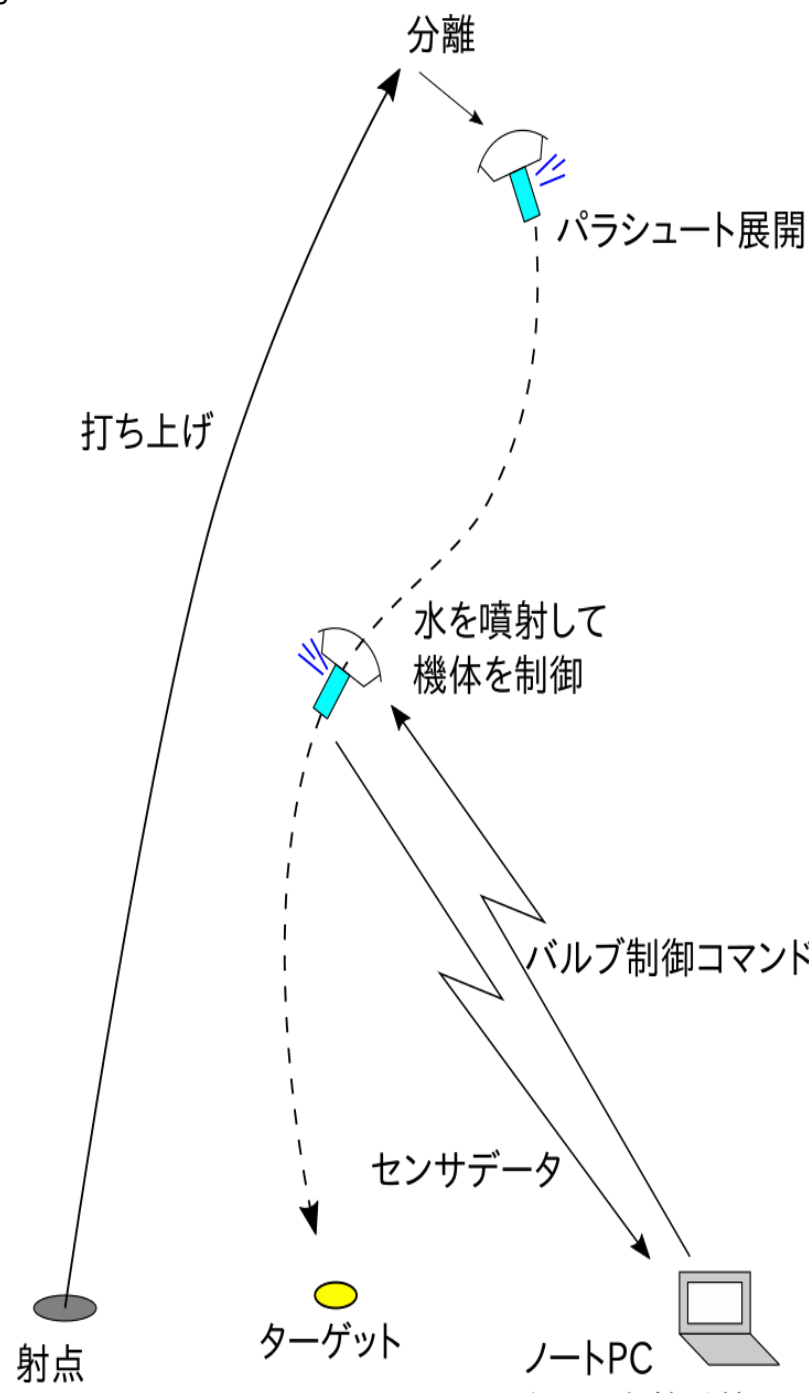 分離
パラシュート展開
打ち上げ
水を噴射して
機体を制御
バルブ制御コマンド
センサデータ
ターゲット
ノートPC
射点